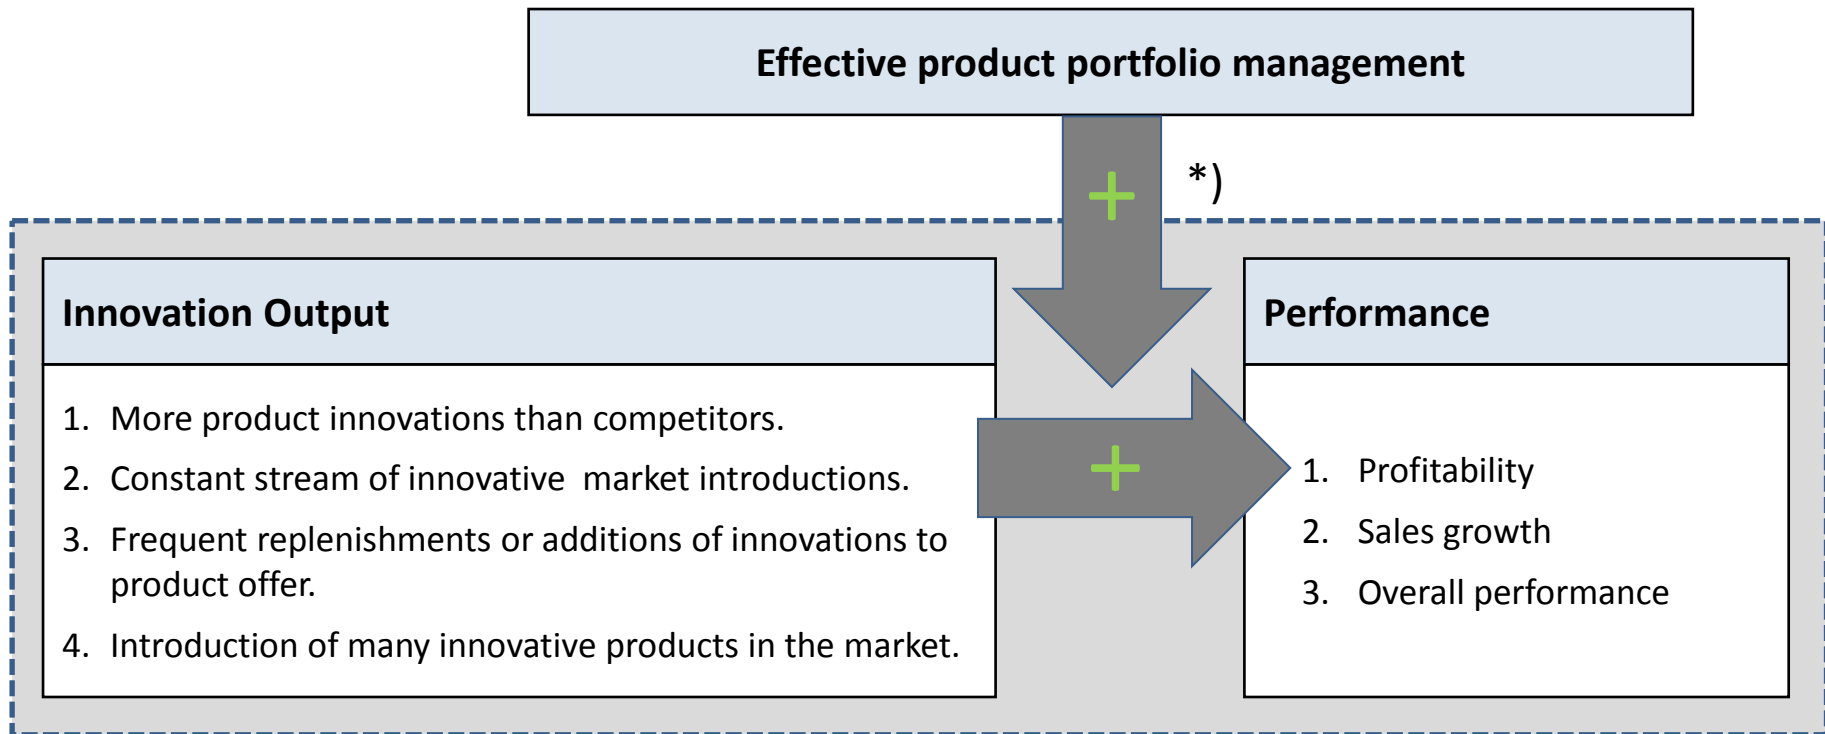 Effective product portfolio management
+
*)
Innovation Output
1. More product innovations than competitors.
2. Constant stream of innovative  market introductions.
3. Frequent replenishments or additions of innovations to
product offer.
4. Introduction of many innovative products in the market.
+
Performance
1. Profitability
2. Sales growth
3. Overall performance